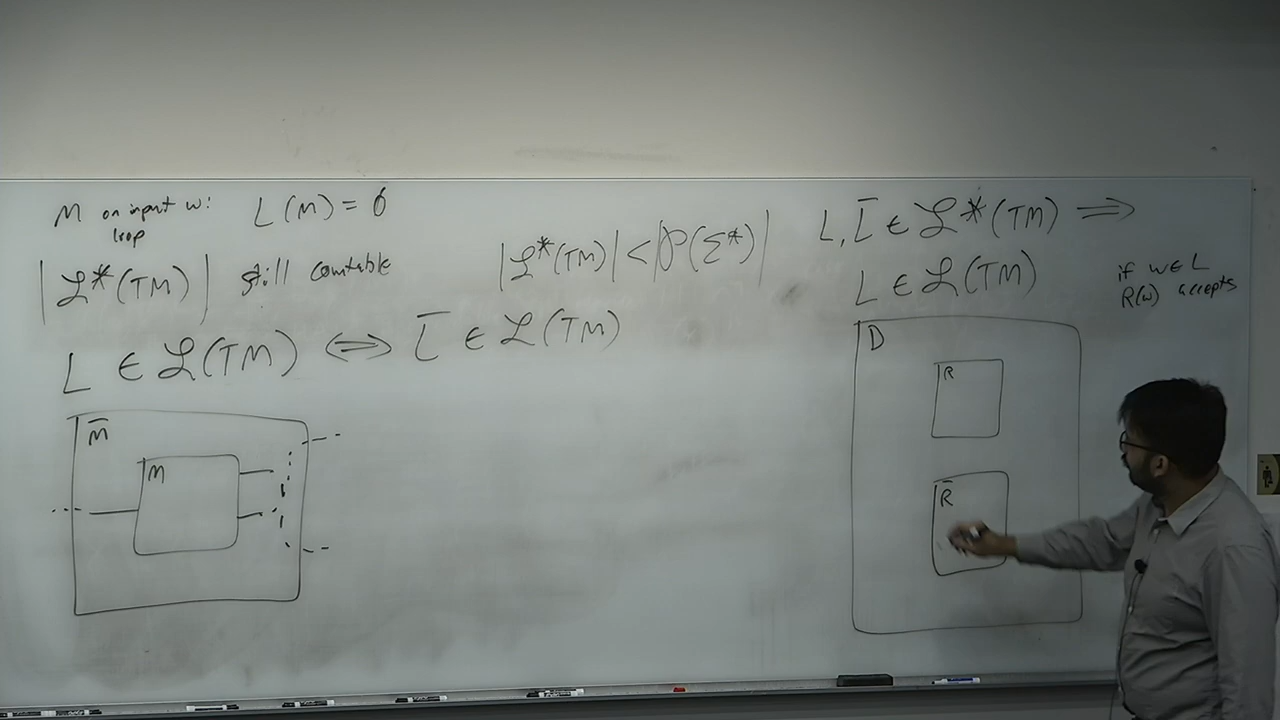 M on input w: L(M) = ∅
loop
|ℒ*(TM)| still countable
L ∈ ℒ(TM) ⟺ L̅ ∈ ℒ(TM)
M̅
M
|ℒ*(TM)| < |𝒫(Σ*)|
L, L̅ ∈ ℒ*(TM) ⟹
L ∈ ℒ(TM)
if w ∈ L
R(w) accepts
D
R
R̅